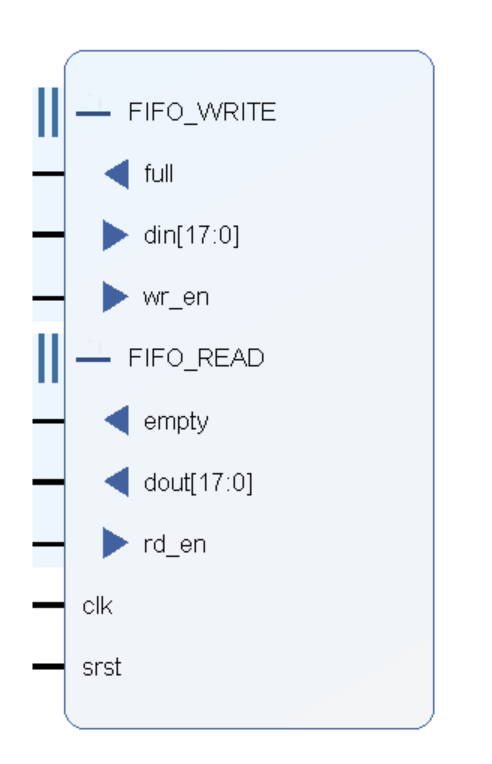 FIFO_WRITE
full
din[17:0]
wr_en
FIFO_READ
empty
dout[17:0]
rd_en
clk
srst